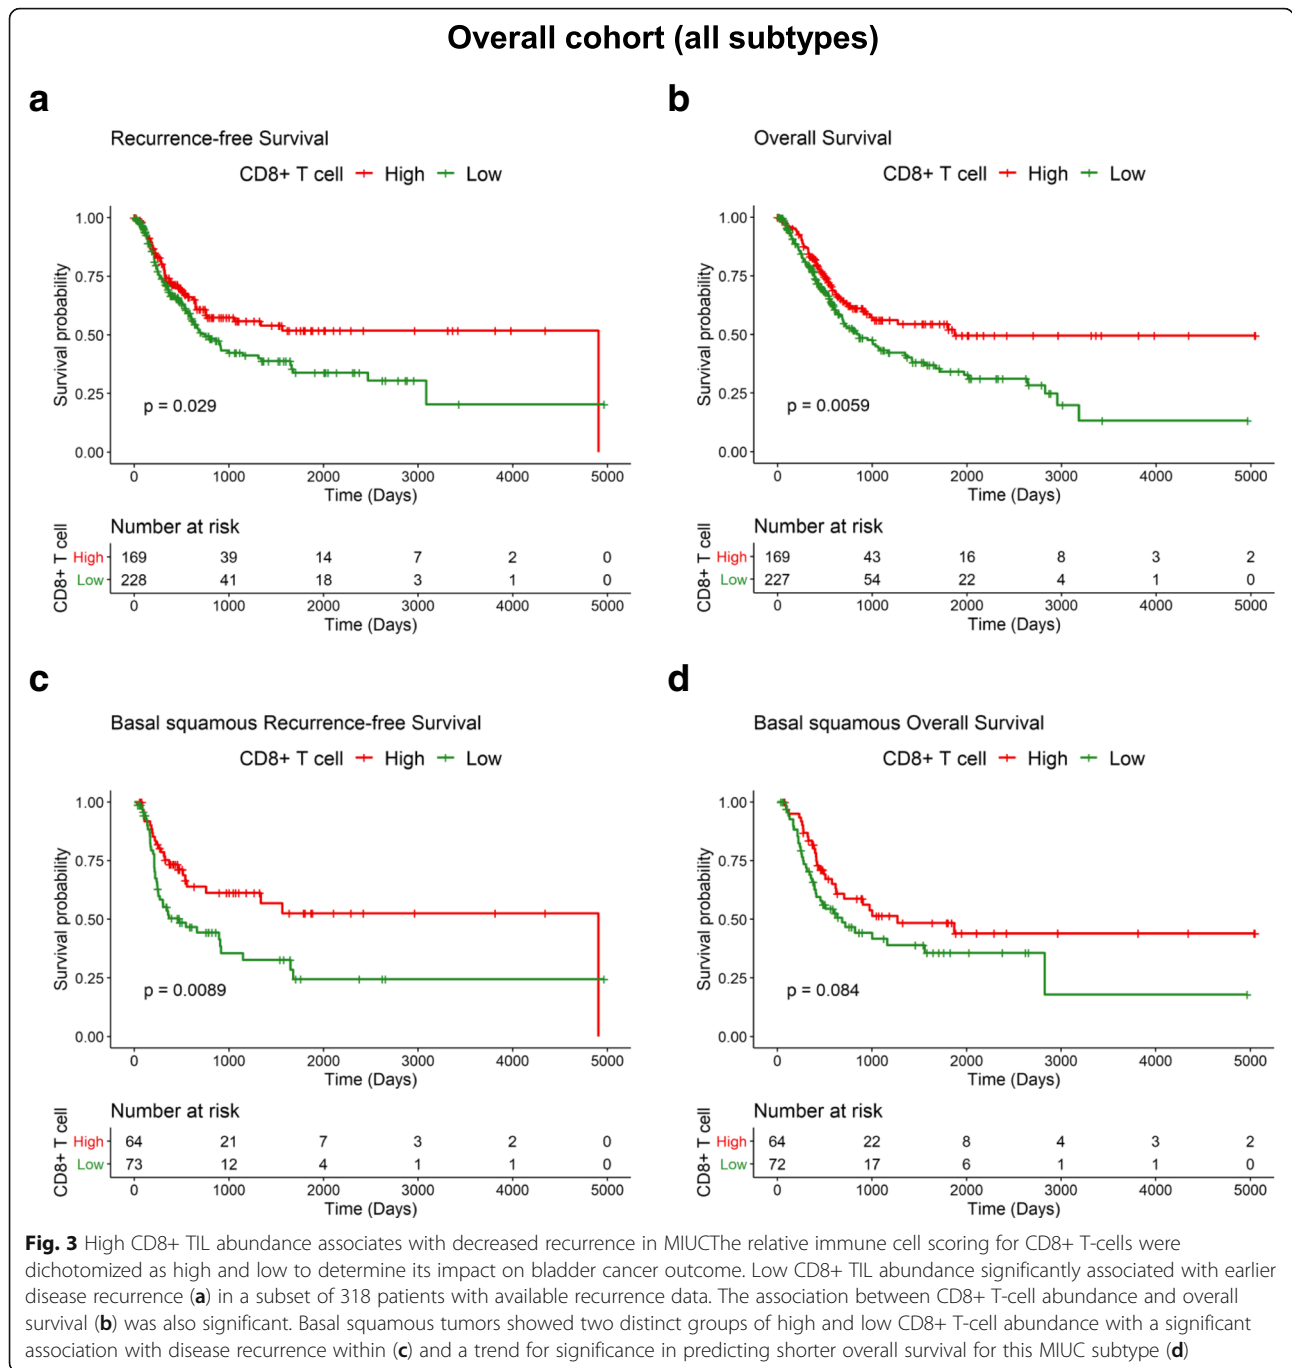 Overall cohort (all subtypes)
a
Recurrence-free Survival
CD8+ T cell High Low
Survival probability
1.00
0.75
0.50
0.25
0.00
p = 0.029
0 1000 2000 3000 4000 5000
Time (Days)
Number at risk
CD8+ T cell
High 169 39 14 7 2 0
Low 228 41 18 3 1 0
0 1000 2000 3000 4000 5000
Time (Days)
b
Overall Survival
CD8+ T cell High Low
Survival probability
1.00
0.75
0.50
0.25
0.00
p = 0.0059
0 1000 2000 3000 4000 5000
Time (Days)
Number at risk
CD8+ T cell
High 169 43 16 8 3 2
Low 227 54 22 4 1 0
0 1000 2000 3000 4000 5000
Time (Days)
c
Basal squamous Recurrence-free Survival
CD8+ T cell High Low
Survival probability
1.00
0.75
0.50
0.25
0.00
p = 0.0089
0 1000 2000 3000 4000 5000
Time (Days)
Number at risk
CD8+ T cell
High 64 21 7 3 2 0
Low 73 12 4 1 1 0
0 1000 2000 3000 4000 5000
Time (Days)
d
Basal squamous Overall Survival
CD8+ T cell High Low
Survival probability
1.00
0.75
0.50
0.25
0.00
p = 0.084
0 1000 2000 3000 4000 5000
Time (Days)
Number at risk
CD8+ T cell
High 64 22 8 4 3 2
Low 72 17 6 1 1 0
0 1000 2000 3000 4000 5000
Time (Days)
Fig. 3 High CD8+ TIL abundance associates with decreased recurrence in MIUCThe relative immune cell scoring for CD8+ T-cells were
dichotomized as high and low to determine its impact on bladder cancer outcome. Low CD8+ TIL abundance significantly associated with earlier
disease recurrence (a) in a subset of 318 patients with available recurrence data. The association between CD8+ T-cell abundance and overall
survival (b) was also significant. Basal squamous tumors showed two distinct groups of high and low CD8+ T-cell abundance with a significant
association with disease recurrence within (c) and a trend for significance in predicting shorter overall survival for this MIUC subtype (d)